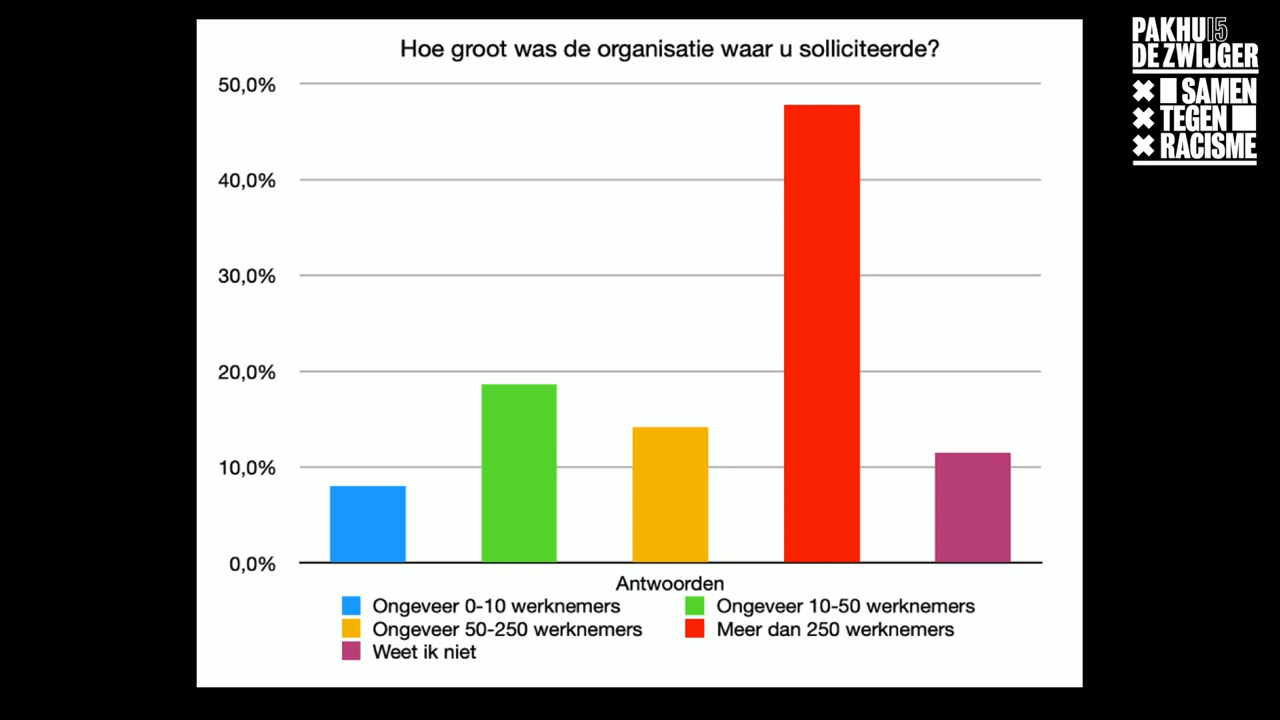 Hoe groot was de organisatie waar u solliciteerde?
50,0%
40,0%
30,0%
20,0%
10,0%
0,0%
Antwoorden
Ongeveer 0-10 werknemers
Ongeveer 10-50 werknemers
Ongeveer 50-250 werknemers
Meer dan 250 werknemers
Weet ik niet
PAKHU15
DE ZWIJGER
SAMEN
TEGEN
RACISME